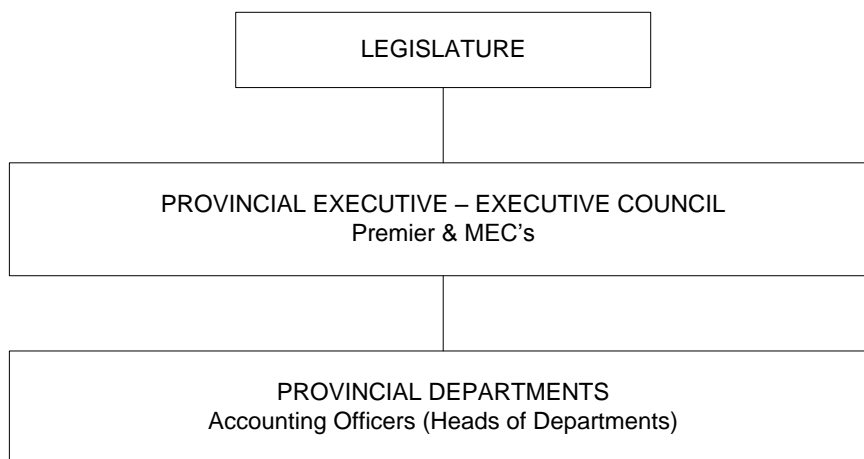 LEGISLATURE
PROVINCIAL EXECUTIVE – EXECUTIVE COUNCIL
Premier & MEC's
PROVINCIAL DEPARTMENTS
Accounting Officers (Heads of Departments)